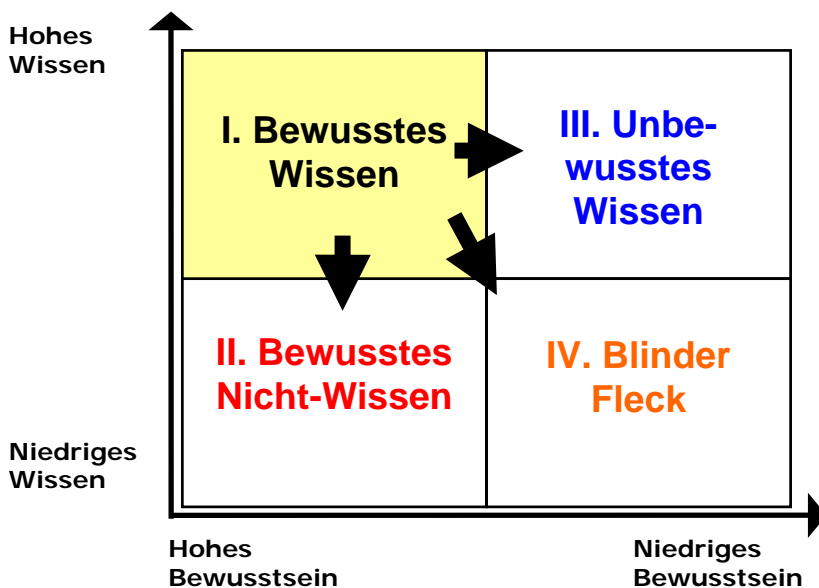 Hohes
Wissen
I. Bewusstes
Wissen
III. Unbe-
wusstes
Wissen
II. Bewusstes
Nicht-Wissen
IV. Blinder
Fleck
Niedriges
Wissen
Hohes
Bewusstsein
Niedriges
Bewusstsein